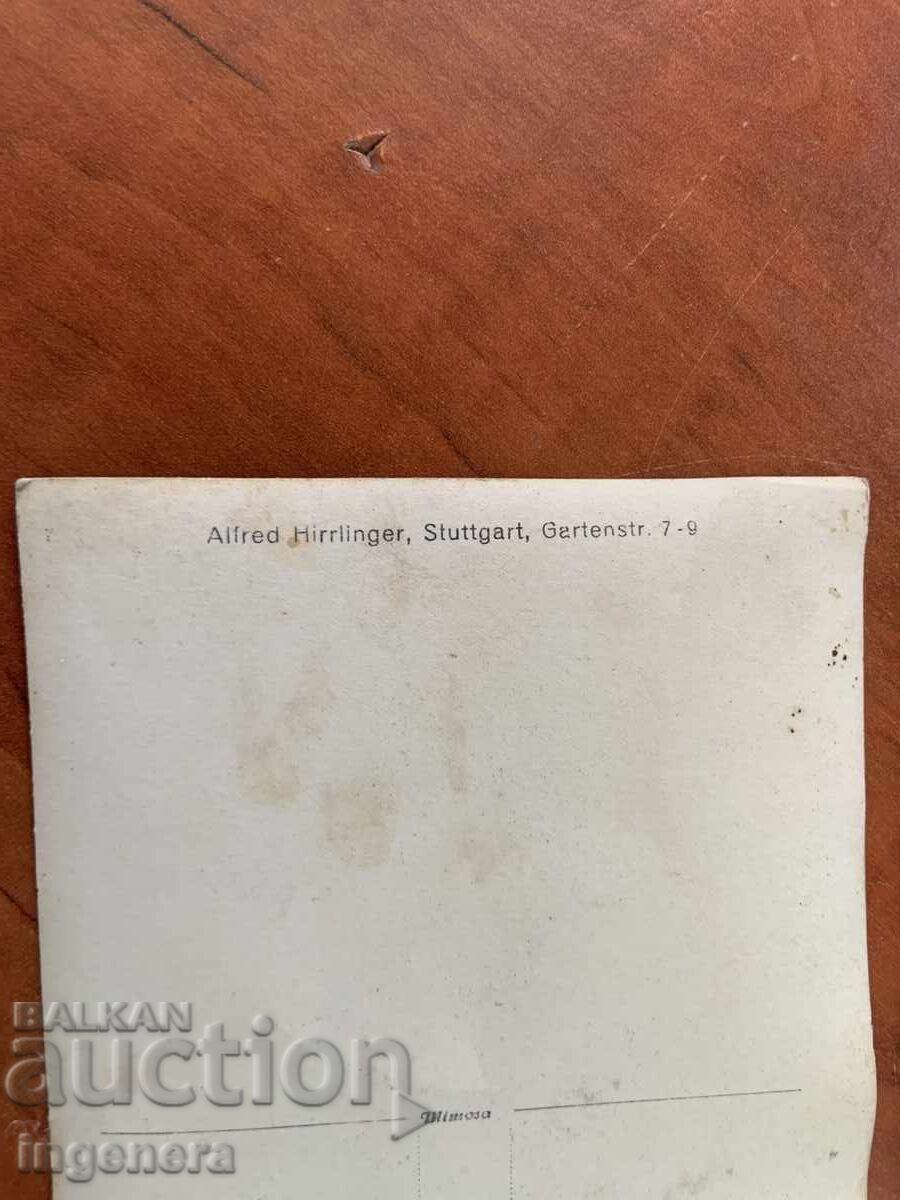 Alfred Hirrlinger, Stuttgart, Gartenstr. 7-9
Mimosa
BALKAN
auction
ingenera